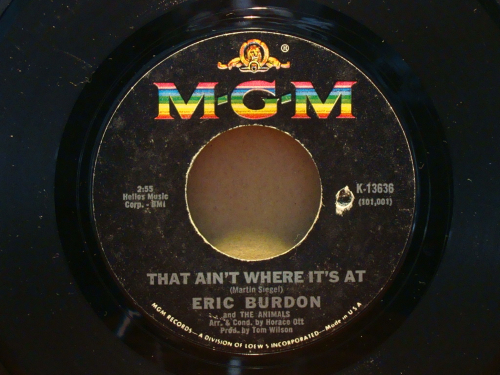 ®
M-G-M
2:55
Helios Music
Corp. - BMI
K-13636
(101,001)
THAT AIN'T WHERE IT'S AT
(Martin Siegel)
ERIC BURDON
and THE ANIMALS
Arr. & Cond. by Horace Ott
Prod. by Tom Wilson
MGM RECORDS — A DIVISION OF LOEW'S INCORPORATED. — Made in U.S.A